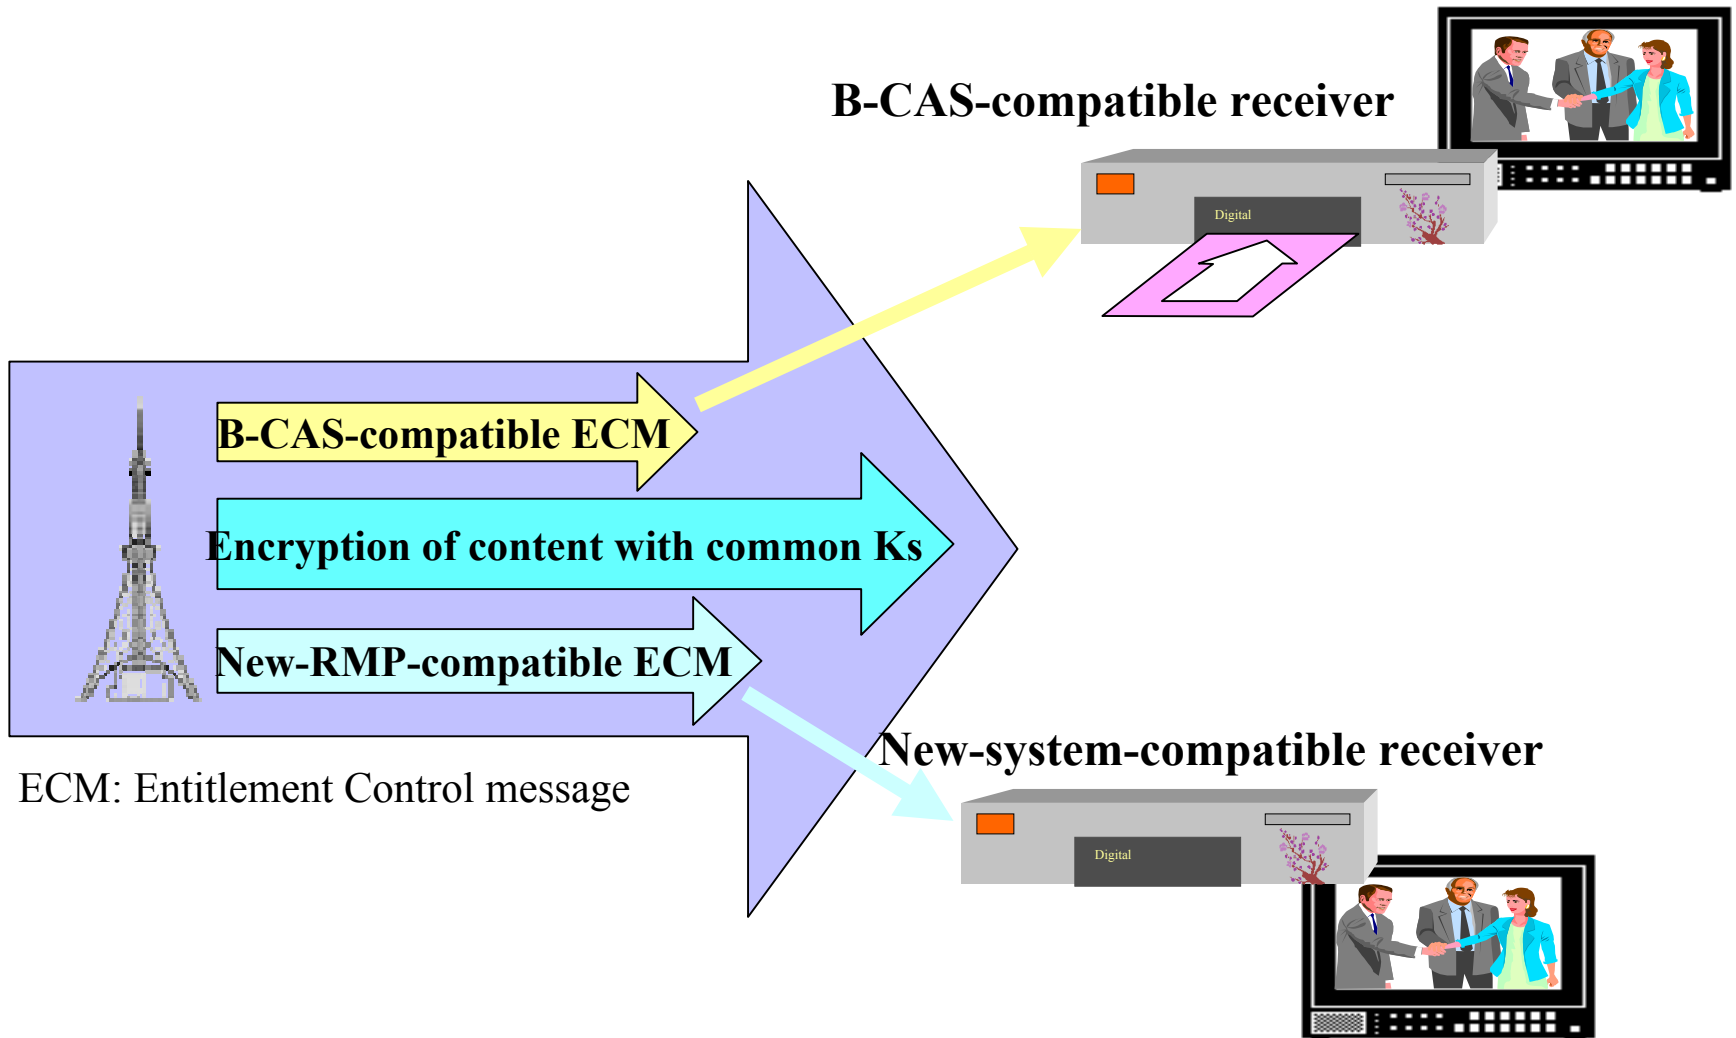 B-CAS-compatible receiver
Digital
B-CAS-compatible ECM
Encryption of content with common Ks
New-RMP-compatible ECM
New-system-compatible receiver
ECM: Entitlement Control message
Digital